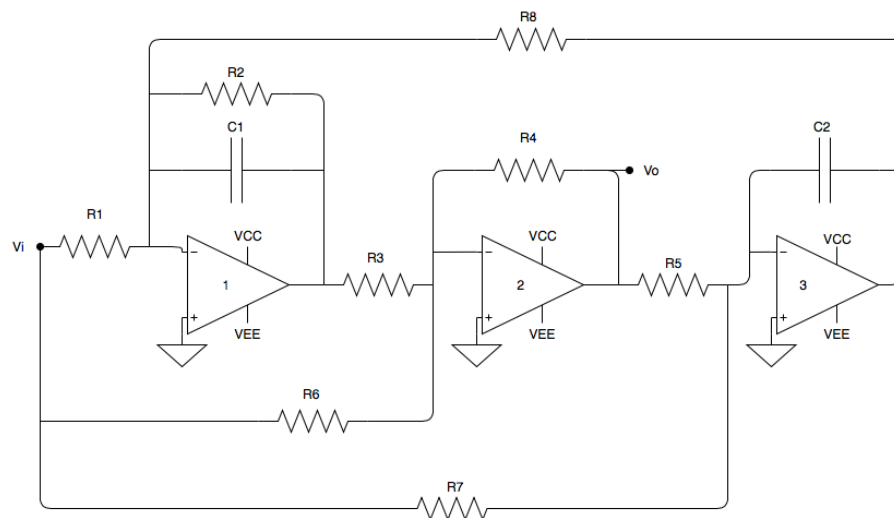 R8
R2
C1
R4
C2
Vo
R1
Vi
VCC
VCC
VCC
R3
R5
−
−
−
1
2
3
+
+
+
VEE
VEE
VEE
R6
R7